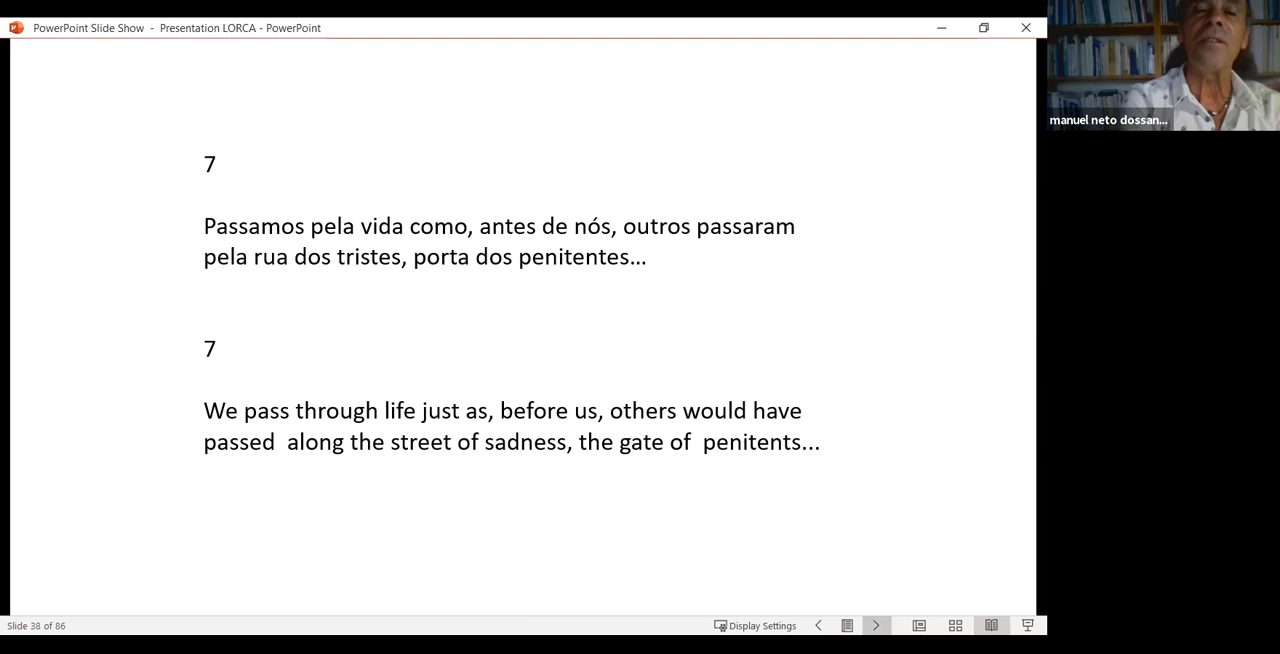 PowerPoint Slide Show - Presentation LORCA - PowerPoint
manuel neto dossan...
7
Passamos pela vida como, antes de nós, outros passaram
pela rua dos tristes, porta dos penitentes...
7
We pass through life just as, before us, others would have
passed  along the street of sadness, the gate of  penitents...
Slide 38 of 86
Display Settings